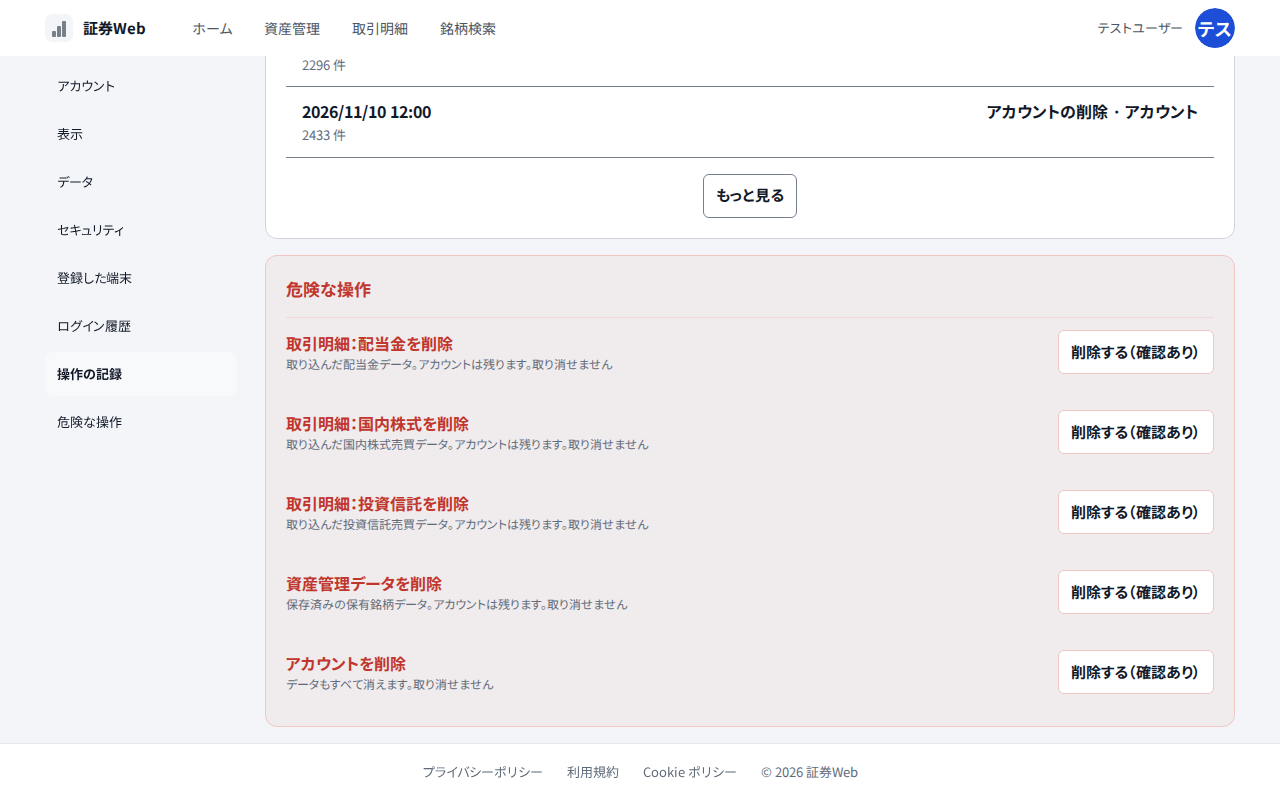 証券Web
ホーム
資産管理
取引明細
銘柄検索
テストユーザー
テス
アカウント
表示
データ
セキュリティ
登録した端末
ログイン履歴
操作の記録
危険な操作
2296 件
2026/11/10 12:00
アカウントの削除 · アカウント
2433 件
もっと見る
危険な操作
取引明細：配当金を削除
取り込んだ配当金データ。アカウントは残ります。取り消せません
削除する（確認あり）
取引明細：国内株式を削除
取り込んだ国内株式売買データ。アカウントは残ります。取り消せません
削除する（確認あり）
取引明細：投資信託を削除
取り込んだ投資信託売買データ。アカウントは残ります。取り消せません
削除する（確認あり）
資産管理データを削除
保存済みの保有銘柄データ。アカウントは残ります。取り消せません
削除する（確認あり）
アカウントを削除
データもすべて消えます。取り消せません
削除する（確認あり）
プライバシーポリシー
利用規約
Cookie ポリシー
© 2026 証券Web